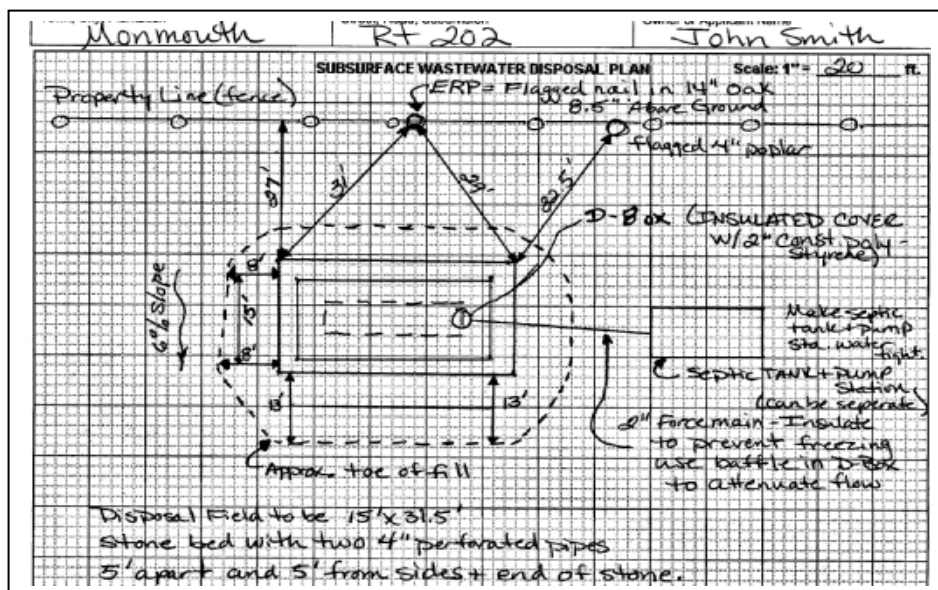 Monmouth Rt 202 John Smith
SUBSURFACE WASTEWATER DISPOSAL PLAN Scale: 1" = 20 ft.
Property Line (fence)
ERP = Flagged nail in 14" oak
8.5" Above Ground
flagged 4" poplar
27'
31'
29'
32.5'
D-Box (INSULATED COVER
W/2" Const. Poly-
styrene)
6% Slope
8'
15'
8'
Make septic
tank + pump
sta. water
tight.
SEPTIC TANK + PUMP
Station
(can be seperate)
13'
13'
2" Forcemain - Insulate
to prevent freezing
use baffle in D-Box
to attenuate flow
Approx. toe of fill
Disposal Field to be 15' x 31.5'
Stone bed with two 4" perforated pipes
5' apart and 5' from sides + end of stone.